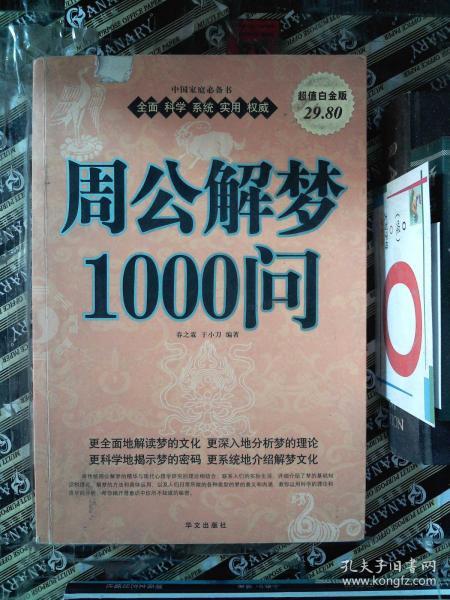 中国家庭必备书
全面 科学 系统 实用 权威
超值白金版
29.80
周公解梦
1000问
春之霖 于小刀 编著
更全面地解读梦的文化 更深入地分析梦的理论
更科学地揭示梦的密码 更系统地介绍解梦文化
华文出版社
CANARY
OFFICE PAPER
孔夫子旧书网
www.kongfz.com